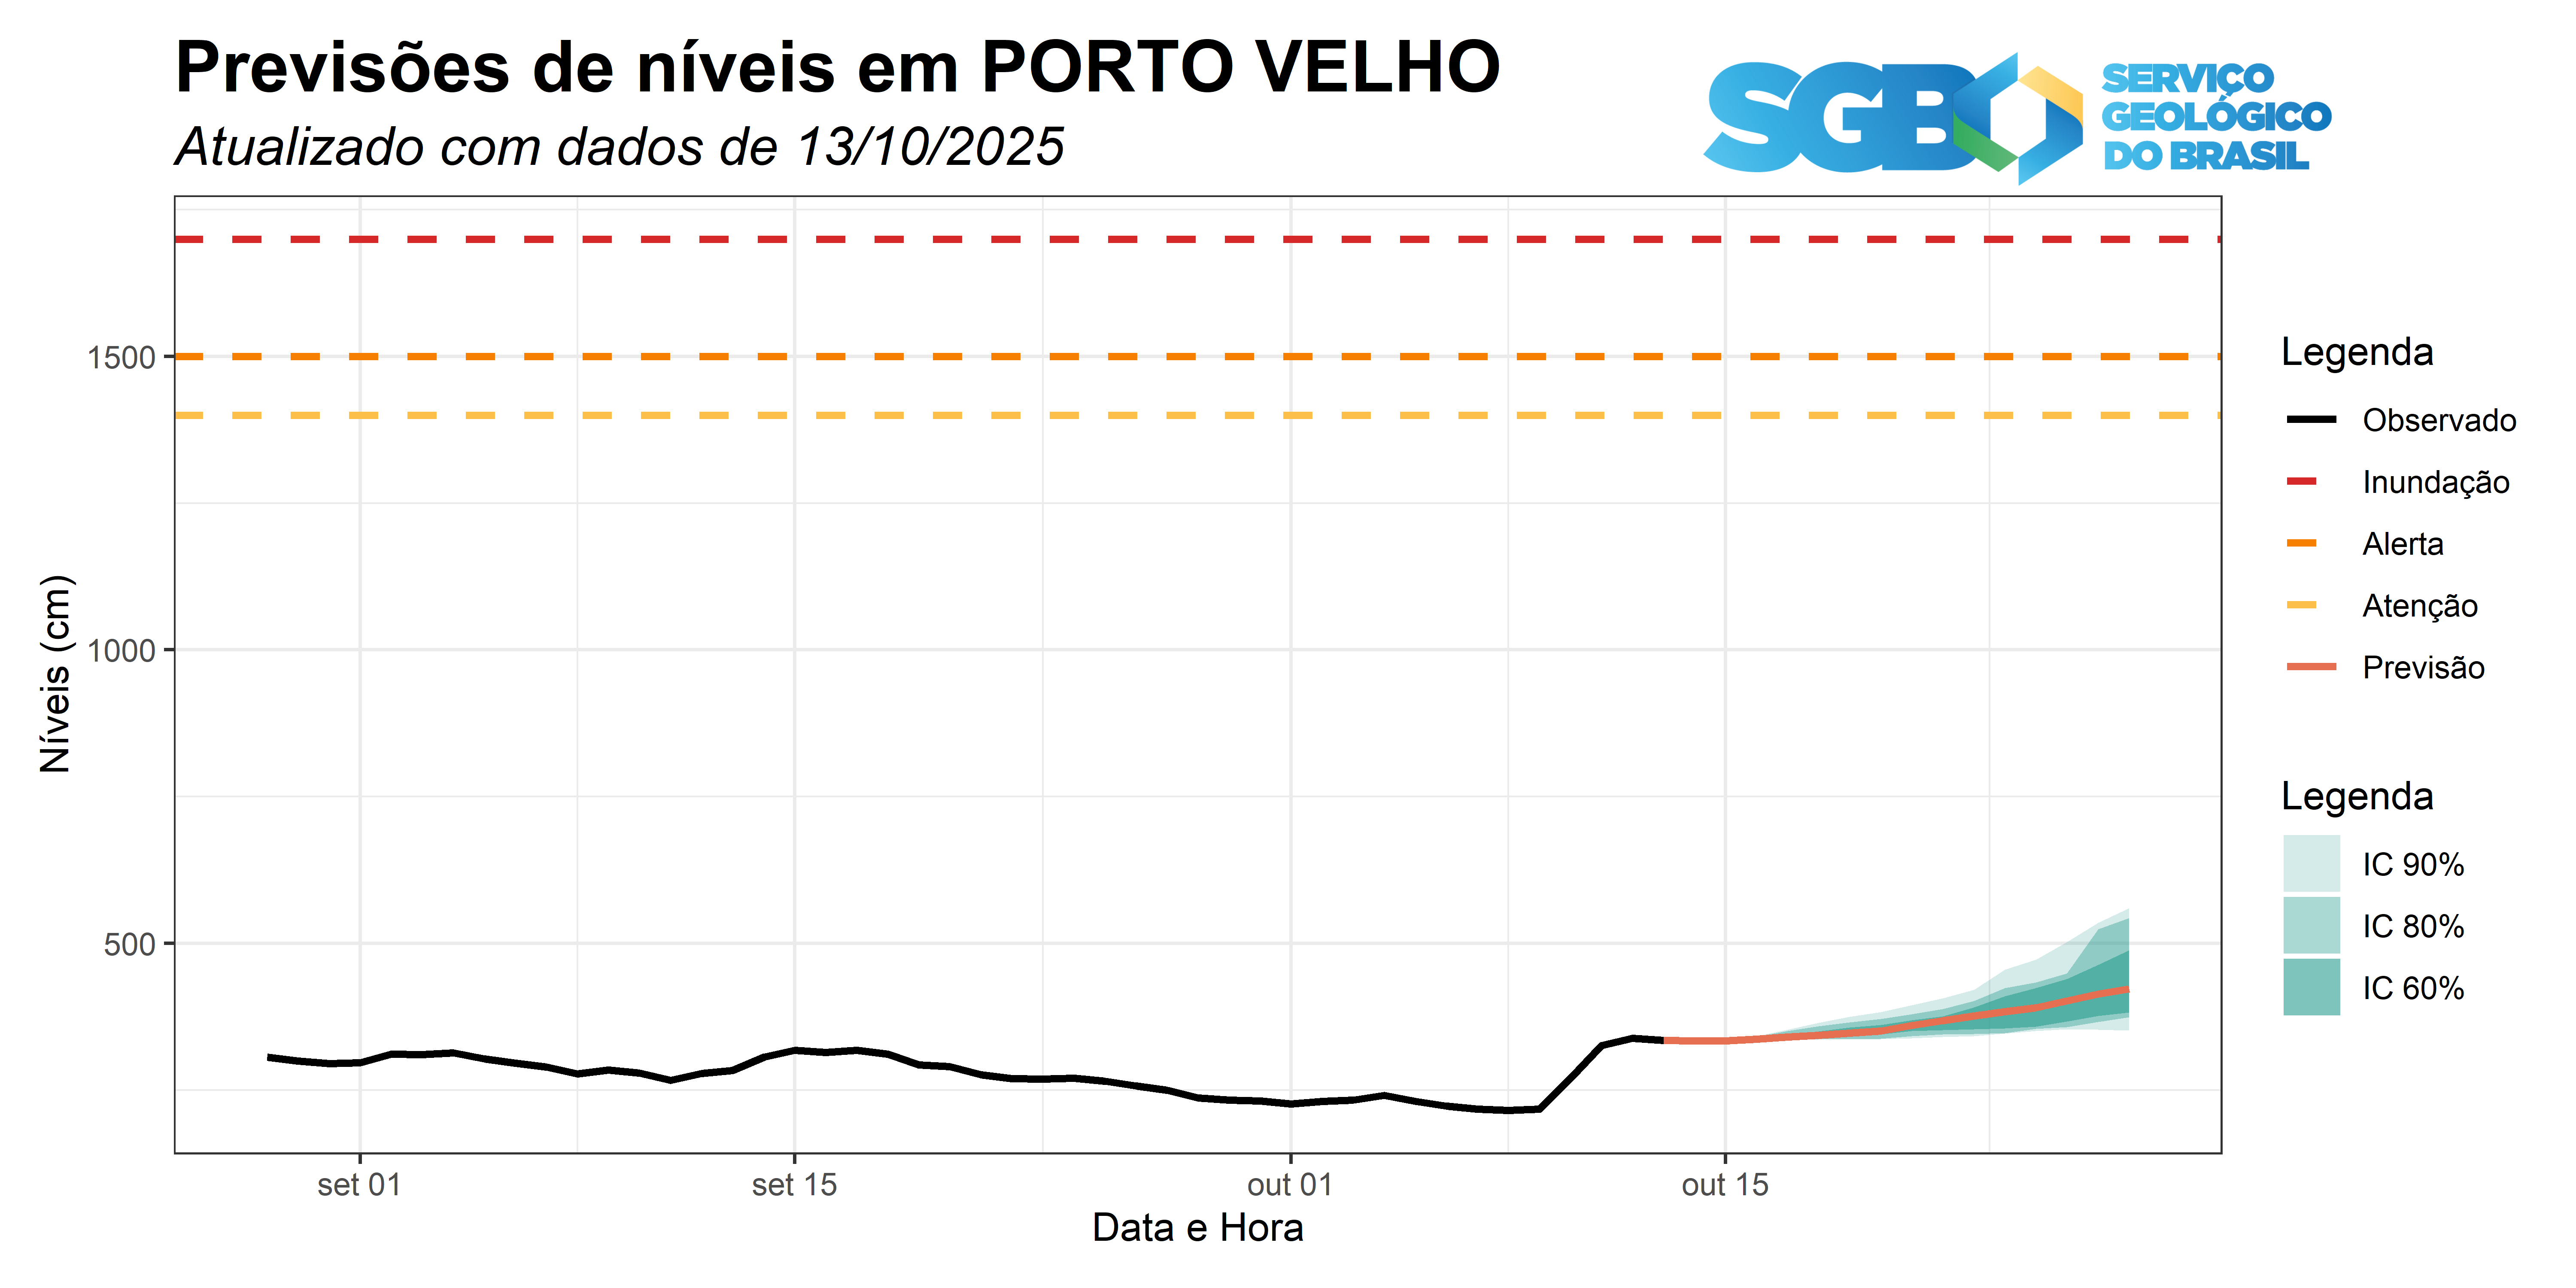 Previsões de níveis em PORTO VELHO
Atualizado com dados de 13/10/2025
SGB
SERVIÇO
GEOLÓGICO
DO BRASIL
Níveis (cm)
1500
1000
500
set 01
set 15
out 01
out 15
Data e Hora
Legenda
Observado
Inundação
Alerta
Atenção
Previsão
Legenda
IC 90%
IC 80%
IC 60%